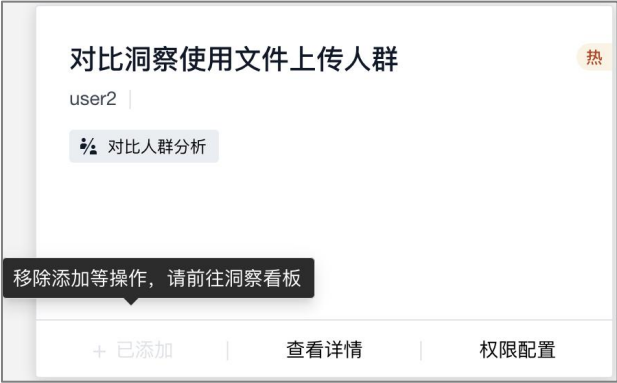 对比洞察使用文件上传人群
热
user2
对比人群分析
移除添加等操作，请前往洞察看板
+ 已添加
查看详情
权限配置